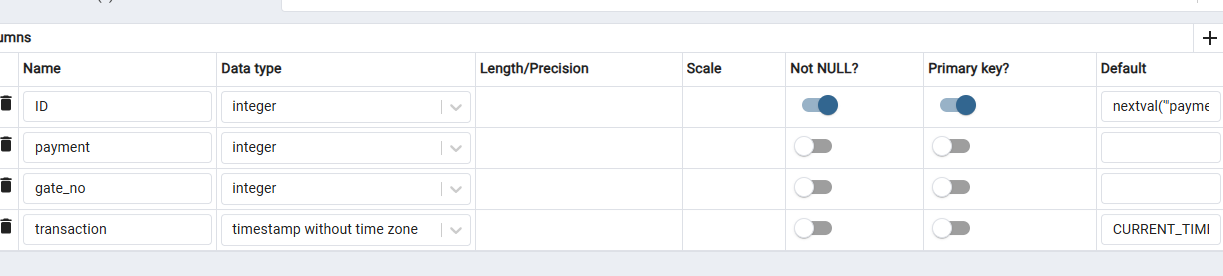 umns
Name Data type Length/Precision Scale Not NULL? Primary key? Default
ID integer nextval('"payme
payment integer
gate_no integer
transaction timestamp without time zone CURRENT_TIMI